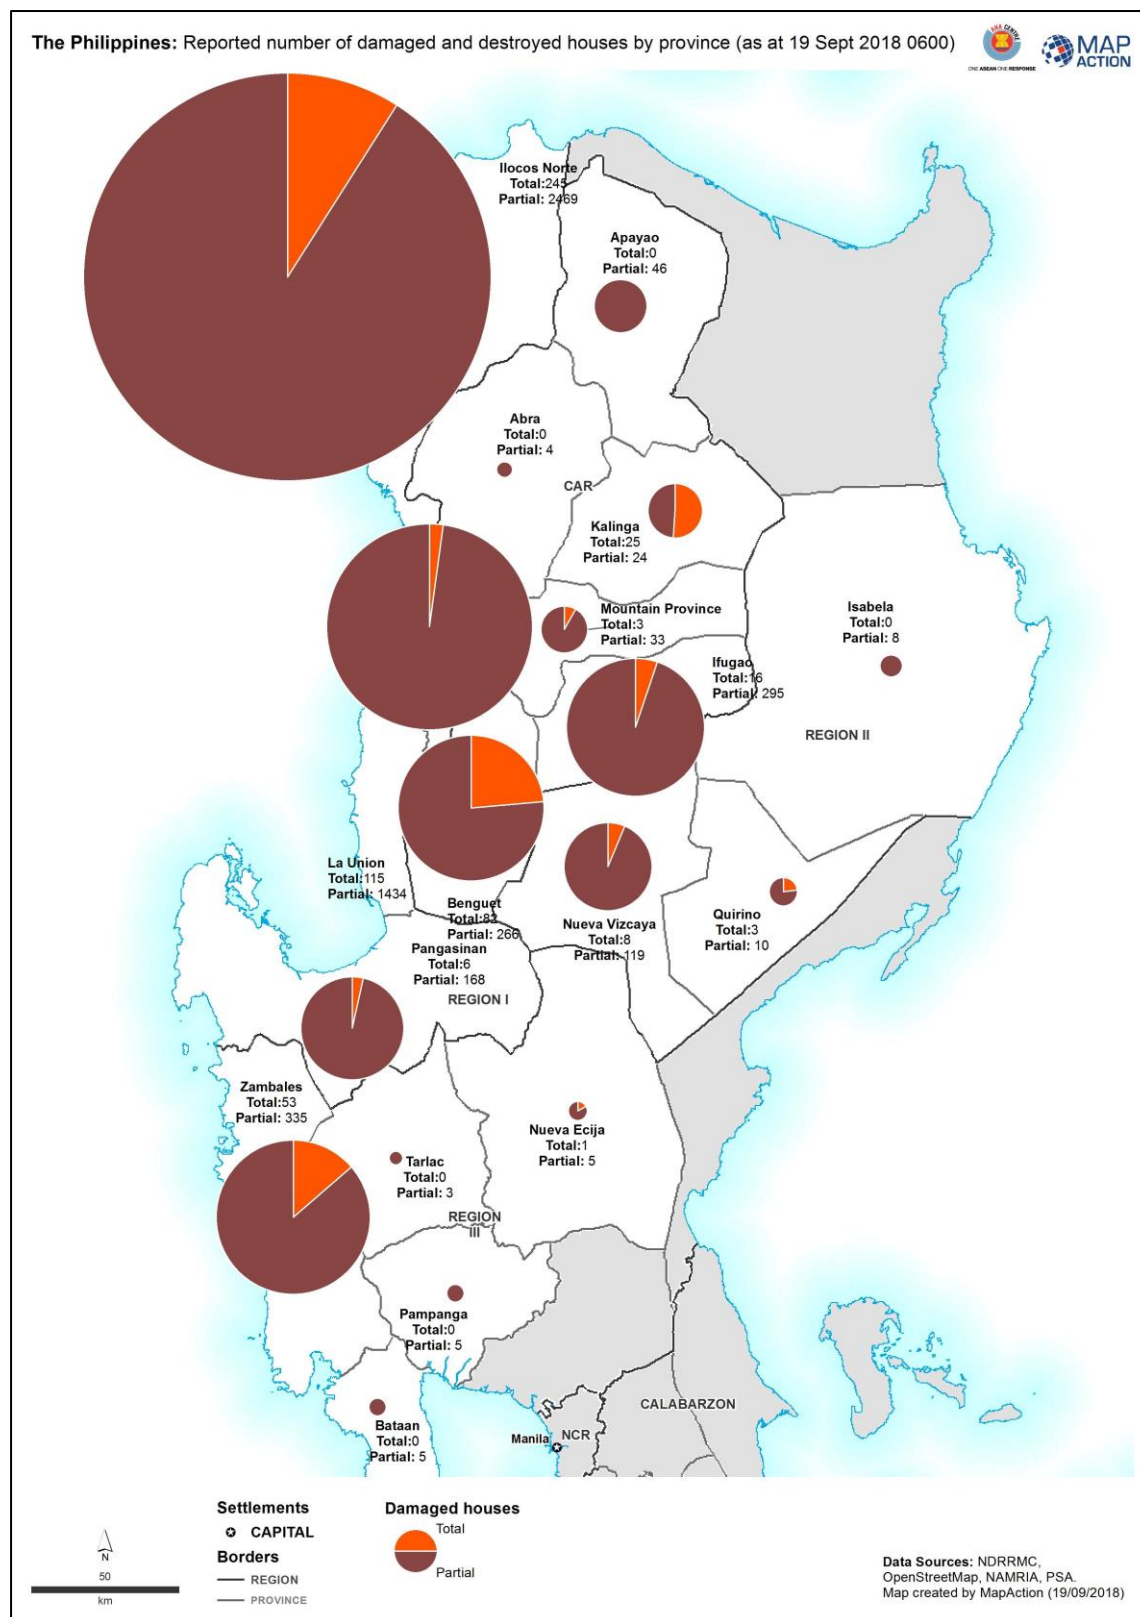 The Philippines: Reported number of damaged and destroyed houses by province (as at 19 Sept 2018 0600)
AHA CENTRE
ONE ASEAN ONE RESPONSE
MAP
ACTION
Ilocos Norte
Total:245
Partial: 2469
Apayao
Total:0
Partial: 46
Abra
Total:0
Partial: 4
CAR
Kalinga
Total:25
Partial: 24
Mountain Province
Total:3
Partial: 33
Isabela
Total:0
Partial: 8
Ifugao
Total:16
Partial: 295
REGION II
La Union
Total:115
Partial: 1434
Benguet
Total:82
Partial: 266
Nueva Vizcaya
Total:8
Partial: 119
Quirino
Total:3
Partial: 10
Pangasinan
Total:6
Partial: 168
REGION I
Zambales
Total:53
Partial: 335
Nueva Ecija
Total:1
Partial: 5
Tarlac
Total:0
Partial: 3
REGION
III
Pampanga
Total:0
Partial: 5
Bataan
Total:0
Partial: 5
CALABARZON
Manila
NCR
Settlements
CAPITAL
Borders
REGION
PROVINCE
Damaged houses
Total
Partial
N
50
km
Data Sources: NDRRMC,
OpenStreetMap, NAMRIA, PSA.
Map created by MapAction (19/09/2018)